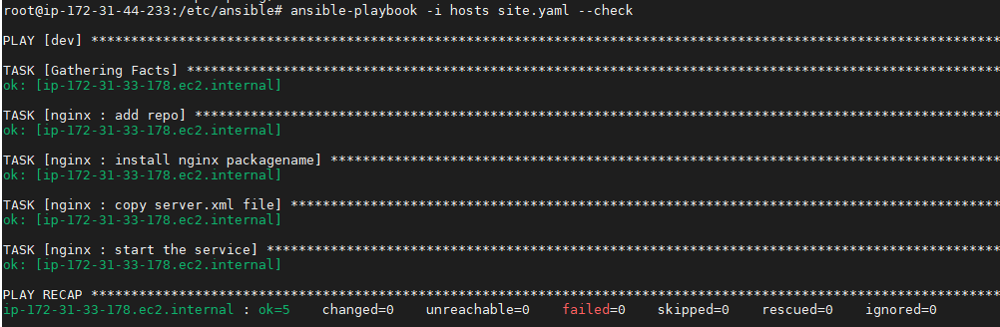 root@ip-172-31-44-233:/etc/ansible# ansible-playbook -i hosts site.yaml --check
PLAY [dev] ******************************************************************************************************************
TASK [Gathering Facts] ******************************************************************************************************
ok: [ip-172-31-33-178.ec2.internal]
TASK [nginx : add repo] *****************************************************************************************************
ok: [ip-172-31-33-178.ec2.internal]
TASK [nginx : install nginx packagename] ************************************************************************************
ok: [ip-172-31-33-178.ec2.internal]
TASK [nginx : copy server.xml file] *****************************************************************************************
ok: [ip-172-31-33-178.ec2.internal]
TASK [nginx : start the service] ********************************************************************************************
ok: [ip-172-31-33-178.ec2.internal]
PLAY RECAP ******************************************************************************************************************
ip-172-31-33-178.ec2.internal : ok=5    changed=0    unreachable=0    failed=0    skipped=0    rescued=0    ignored=0